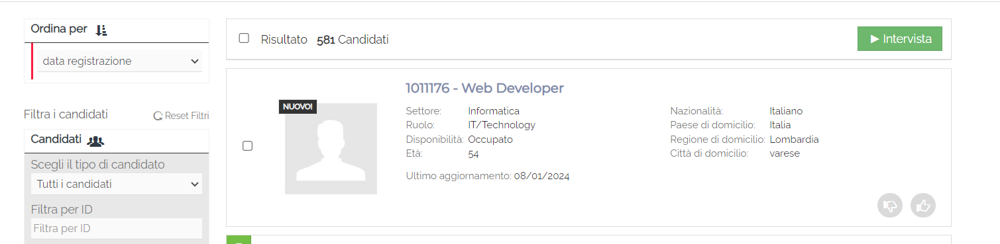 Ordina per
data registrazione
Filtra i candidati
Reset Filtri
Candidati
Scegli il tipo di candidato
Tutti i candidati
Filtra per ID
Filtra per ID
Risultato 581 Candidati
Intervista
NUOVO!
1011176 - Web Developer
Settore: Informatica
Ruolo: IT/Technology
Disponibilità: Occupato
Età: 54
Nazionalità: Italiano
Paese di domicilio: Italia
Regione di domicilio: Lombardia
Città di domicilio: varese
Ultimo aggiornamento: 08/01/2024